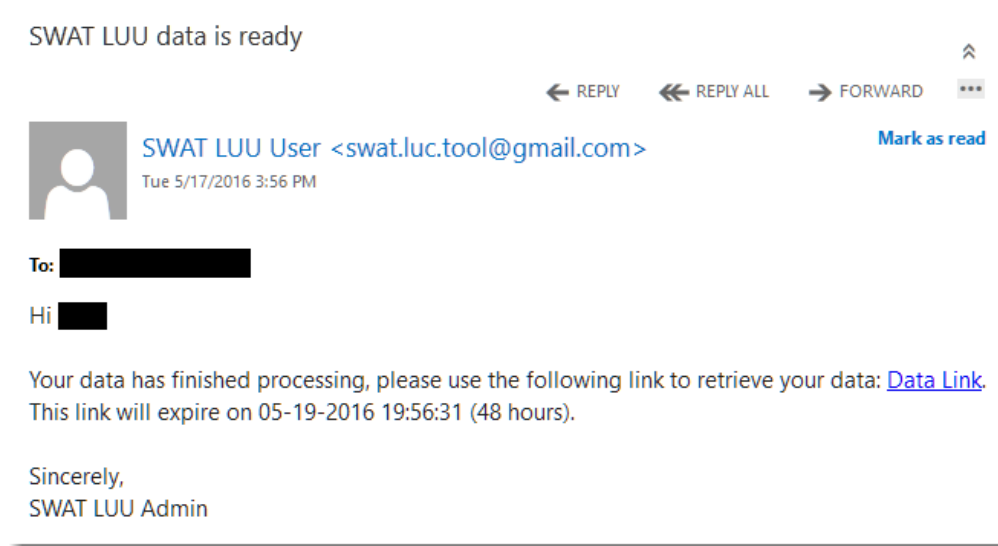 SWAT LUU data is ready
REPLY REPLY ALL FORWARD
SWAT LUU User <swat.luc.tool@gmail.com>
Mark as read
Tue 5/17/2016 3:56 PM
To:
Hi
Your data has finished processing, please use the following link to retrieve your data: Data Link.
This link will expire on 05-19-2016 19:56:31 (48 hours).
Sincerely,
SWAT LUU Admin